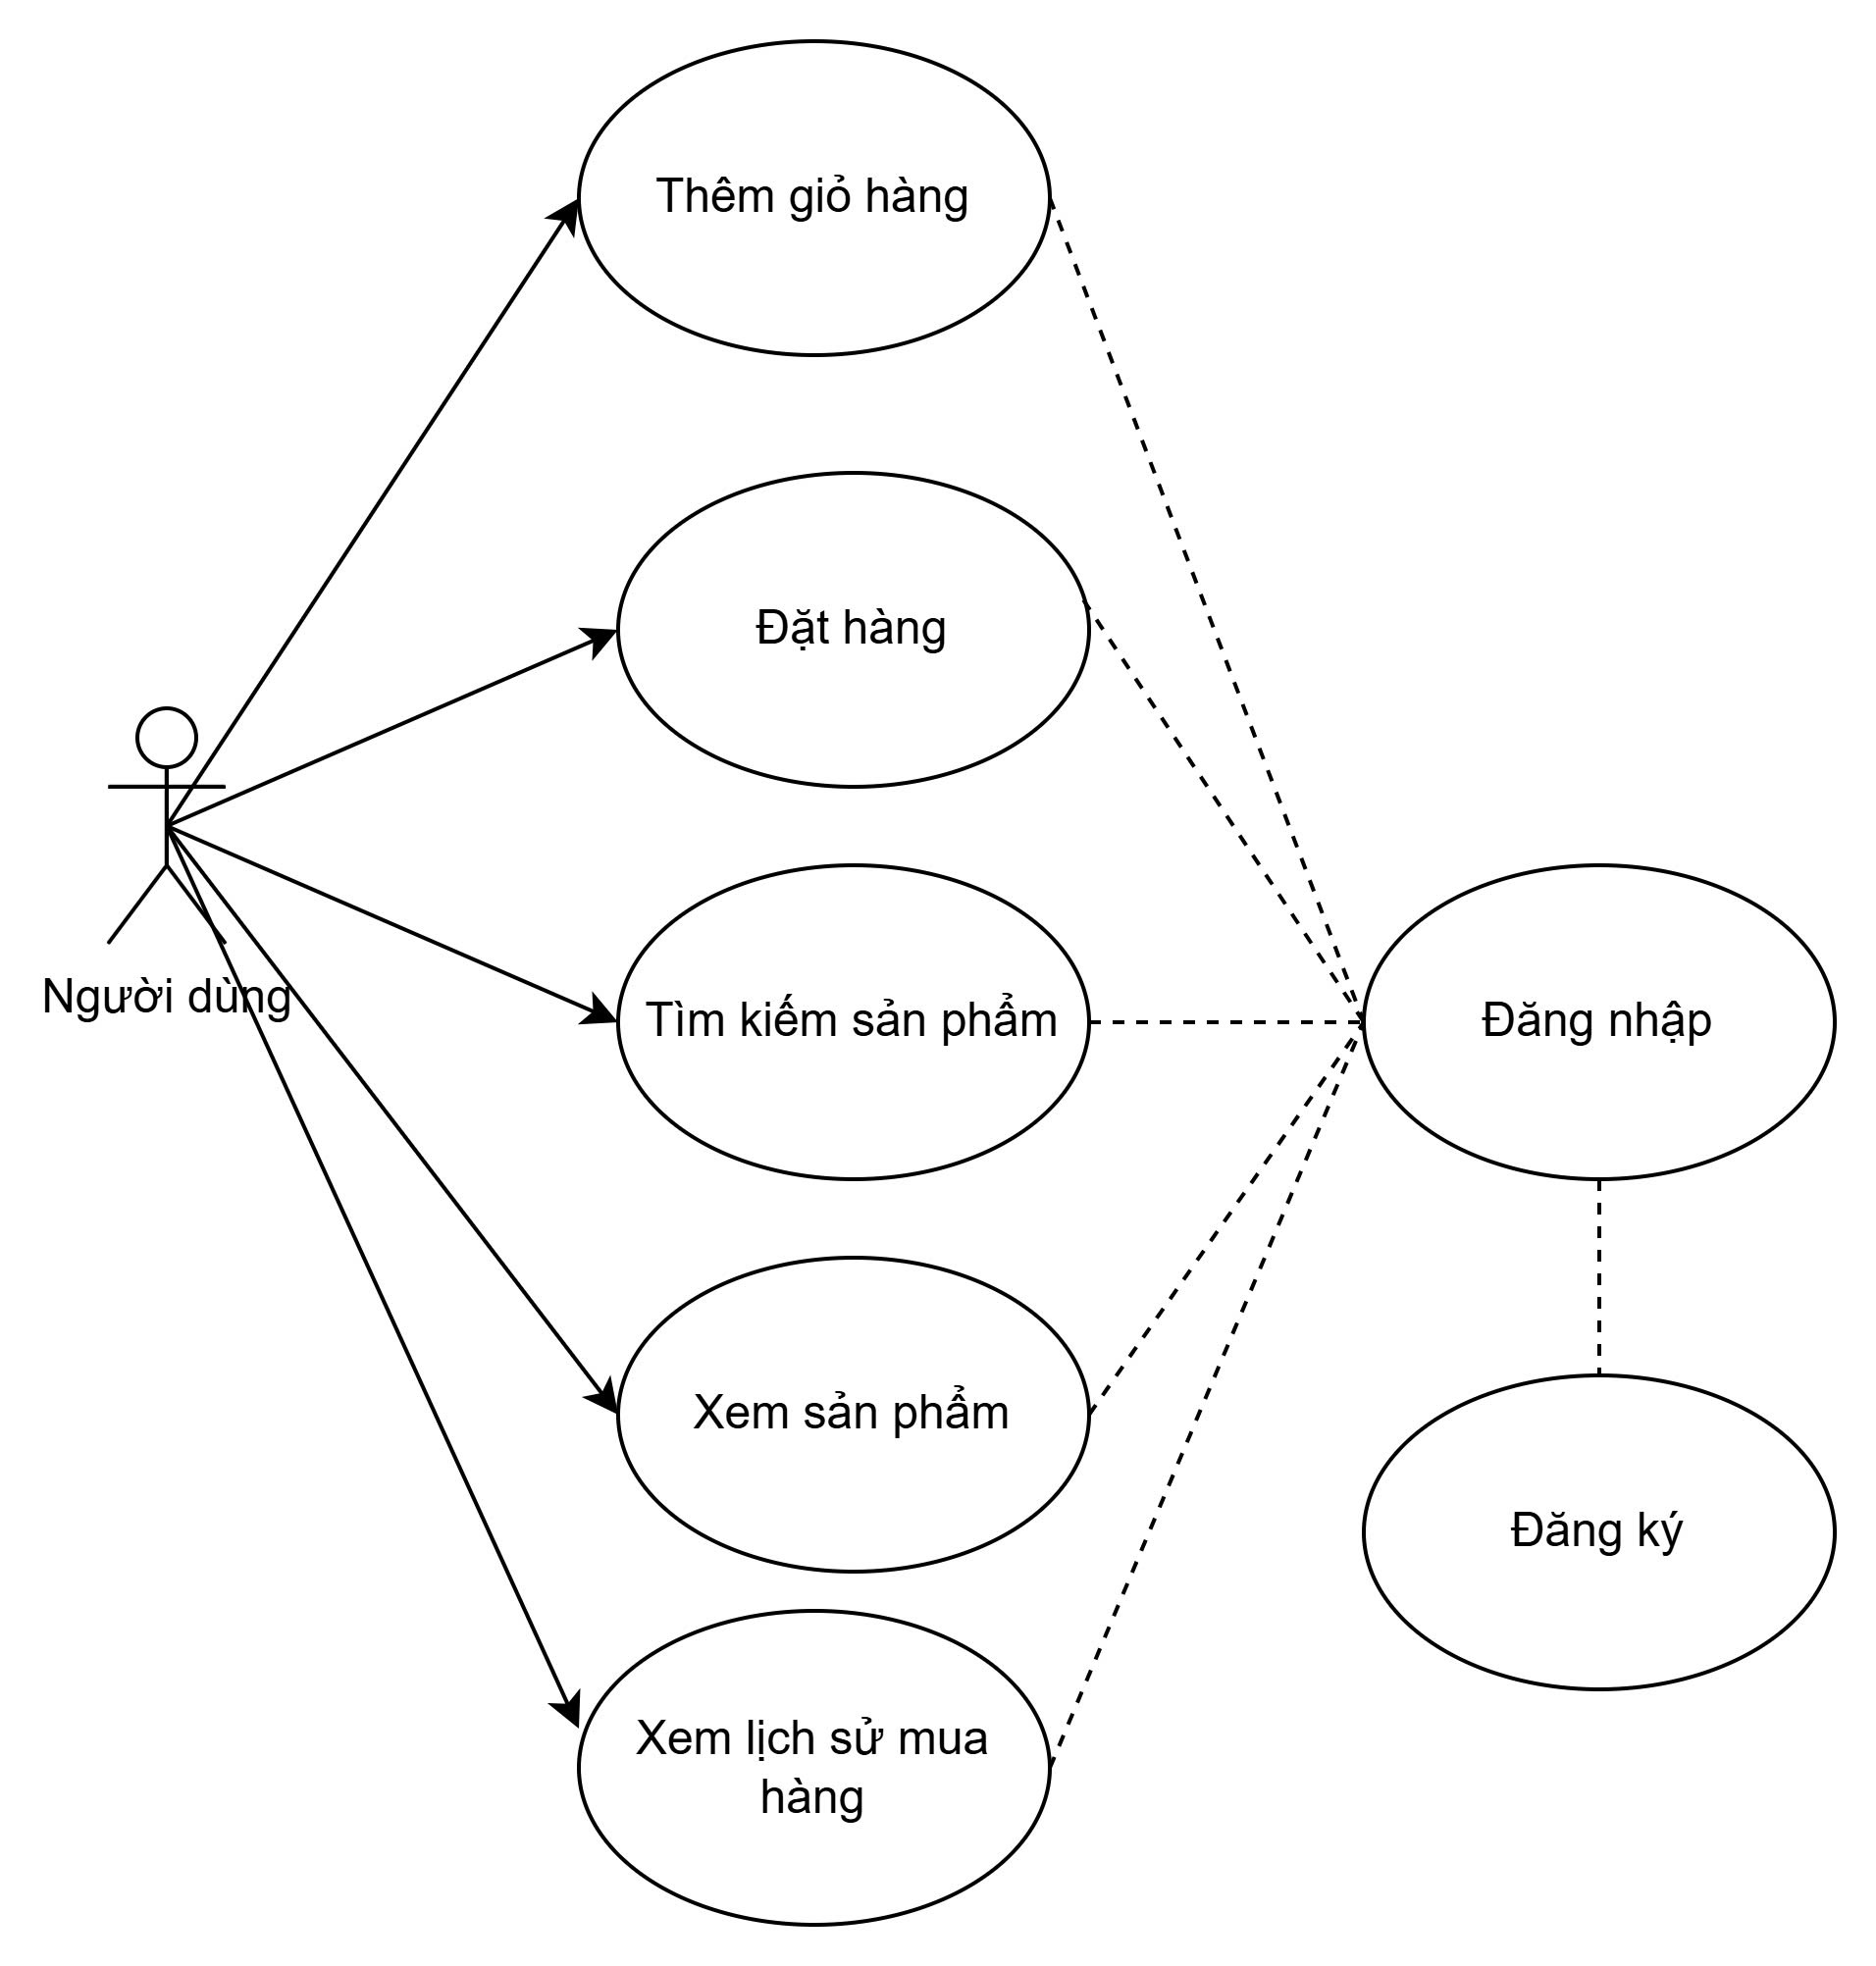 Thêm giỏ hàng
Đặt hàng
Người dùng
Tìm kiếm sản phẩm
Đăng nhập
Xem sản phẩm
Đăng ký
Xem lịch sử mua
hàng